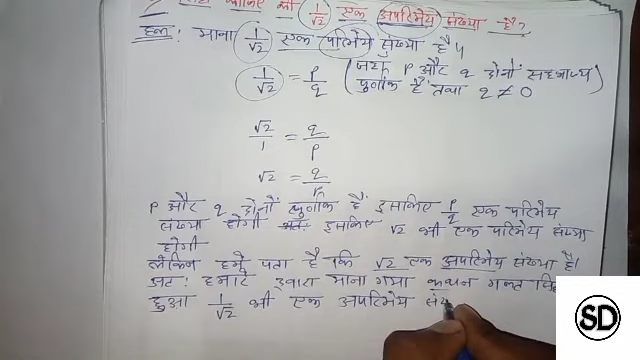 कि 1/√2 एक अपरिमेय संख्या है?
हल: माना 1/√2 एक परिमेय संख्या है।
1/√2 = p/q (जहाँ p और q दोनों सहभाज्य
पूर्णांक हैं तथा q ≠ 0)
√2/1 = q/p
√2 = q/p
p और q दोनों पूर्णांक हैं इसलिए p/q एक परिमेय
संख्या होगी अतः इसलिए √2 भी एक परिमेय संख्या
होगी
लेकिन हमें पता है कि √2 एक अपरिमेय संख्या है।
अतः हमारे द्वारा माना गया कथन गलत
हुआ 1/√2 भी एक अपरिमेय संख
SD